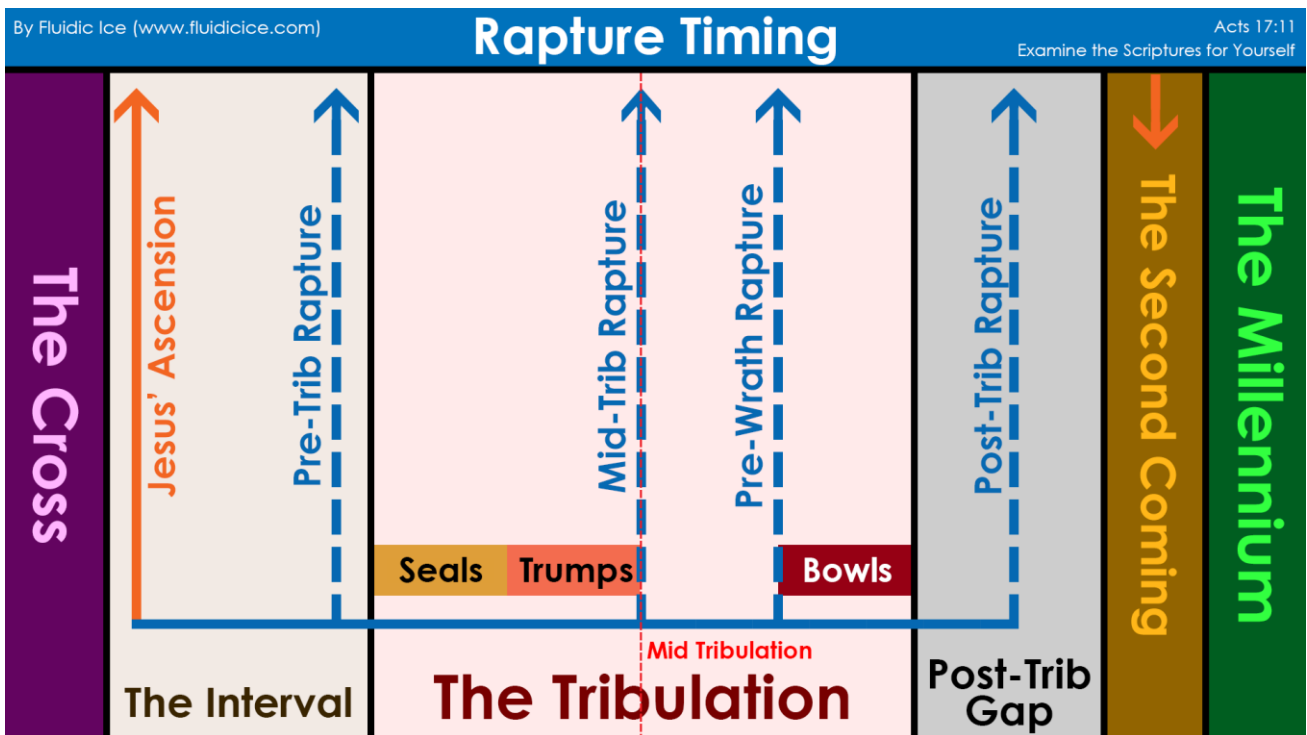 By Fluidic Ice (www.fluidicice.com)
Rapture Timing
Acts 17:11
Examine the Scriptures for Yourself
The Cross
Jesus' Ascension
Pre-Trib Rapture
Mid-Trib Rapture
Pre-Wrath Rapture
Post-Trib Rapture
The Second Coming
The Millennium
Seals
Trumps
Bowls
Mid Tribulation
The Interval
The Tribulation
Post-Trib
Gap